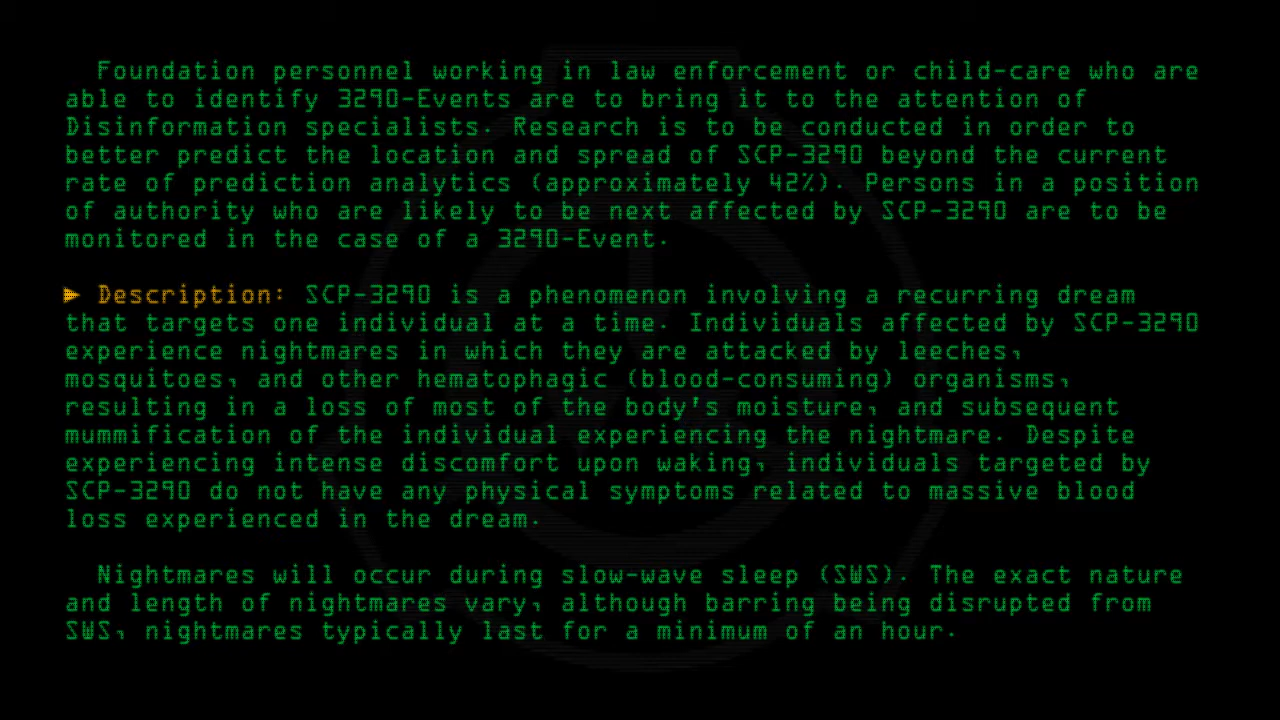 Foundation personnel working in law enforcement or child-care who are
able to identify 3290-Events are to bring it to the attention of
Disinformation specialists. Research is to be conducted in order to
better predict the location and spread of SCP-3290 beyond the current
rate of prediction analytics (approximately 42%). Persons in a position
of authority who are likely to be next affected by SCP-3290 are to be
monitored in the case of a 3290-Event.
► Description: SCP-3290 is a phenomenon involving a recurring dream
that targets one individual at a time. Individuals affected by SCP-3290
experience nightmares in which they are attacked by leeches,
mosquitoes, and other hematophagic (blood-consuming) organisms,
resulting in a loss of most of the body's moisture, and subsequent
mummification of the individual experiencing the nightmare. Despite
experiencing intense discomfort upon waking, individuals targeted by
SCP-3290 do not have any physical symptoms related to massive blood
loss experienced in the dream.
Nightmares will occur during slow-wave sleep (SWS). The exact nature
and length of nightmares vary, although barring being disrupted from
SWS, nightmares typically last for a minimum of an hour.